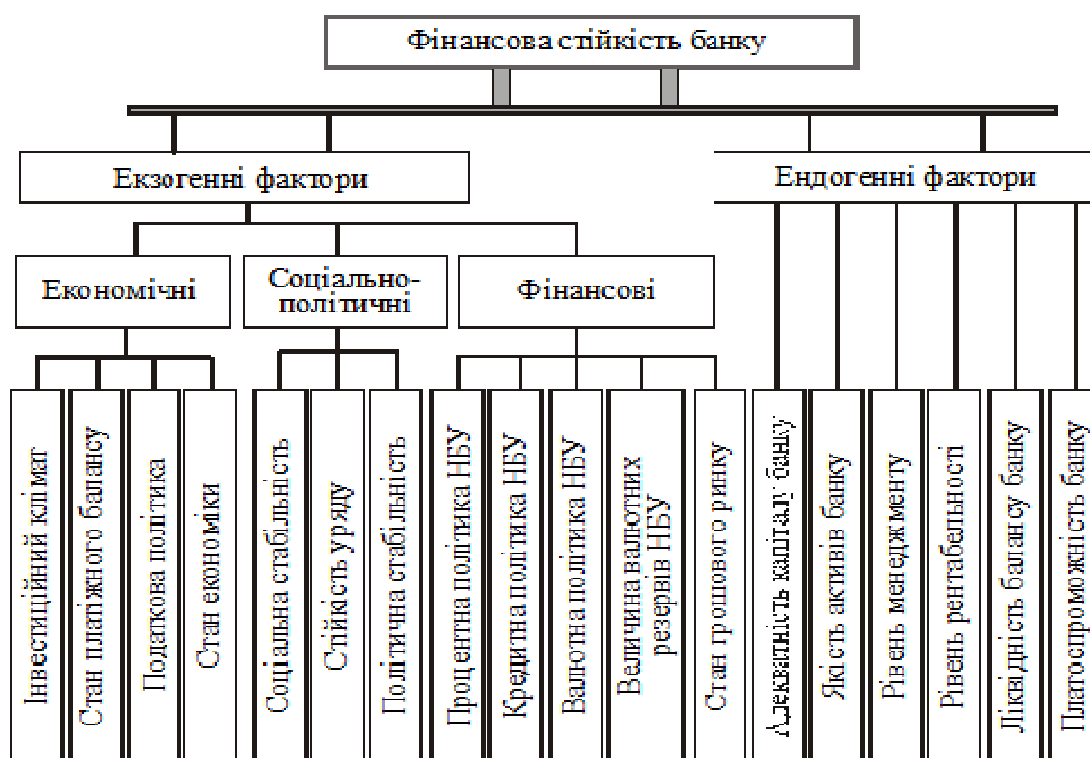 Фінансова стійкість банку
Екзогенні фактори
Ендогенні фактори
Економічні
Соціально-
політичні
Фінансові
Інвестиційний клімат
Стан платіжного балансу
Податкова політика
Стан економіки
Соціальна стабільність
Стійкість уряду
Політична стабільність
Процентна політика НБУ
Кредитна політика НБУ
Валютна політика НБУ
Величина валютних
резервів НБУ
Стан грошового ринку
Адекватність капіталу банку
Якість активів банку
Рівень менеджменту
Рівень рентабельності
Ліквідність балансу банку
Платоспроможність банку